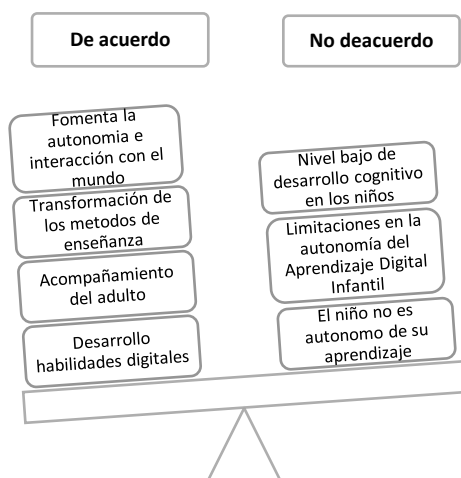 De acuerdo
No deacuerdo
Fomenta la
autonomia e
interacción con el
mundo
Transformación de
los metodos de
enseñanza
Acompañamiento
del adulto
Desarrollo
habilidades digitales
Nivel bajo de
desarrollo cognitivo
en los niños
Limitaciones en la
autonomía del
Aprendizaje Digital
Infantil
El niño no es
autonomo de su
aprendizaje